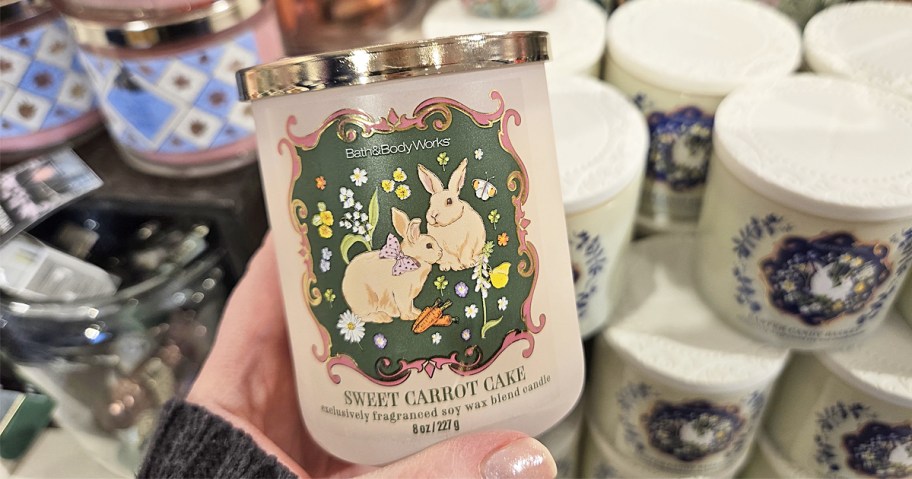 Bath&BodyWorks
SWEET CARROT CAKE
exclusively fragranced soy wax blend candle
8 oz / 227 g